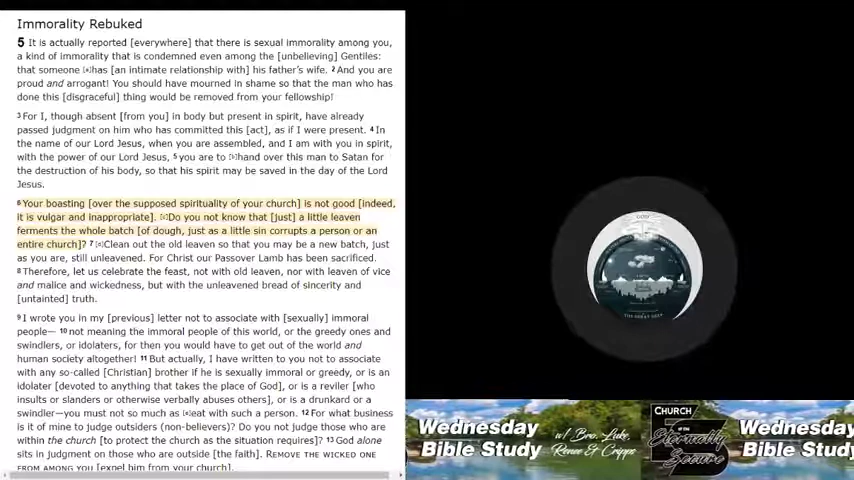 Immorality Rebuked
5 It is actually reported [everywhere] that there is sexual immorality among you,
a kind of immorality that is condemned even among the [unbelieving] Gentiles:
that someone [a]has [an intimate relationship with] his father's wife. 2 And you are
proud and arrogant! You should have mourned in shame so that the man who has
done this [disgraceful] thing would be removed from your fellowship!
3 For I, though absent [from you] in body but present in spirit, have already
passed judgment on him who has committed this [act], as if I were present. 4 In
the name of our Lord Jesus, when you are assembled, and I am with you in spirit,
with the power of our Lord Jesus, 5 you are to [b]hand over this man to Satan for
the destruction of his body, so that his spirit may be saved in the day of the Lord
Jesus.
6 Your boasting [over the supposed spirituality of your church] is not good [indeed,
it is vulgar and inappropriate]. [c]Do you not know that [just] a little leaven
ferments the whole batch [of dough, just as a little sin corrupts a person or an
entire church]? 7 [d]Clean out the old leaven so that you may be a new batch, just
as you are, still unleavened. For Christ our Passover Lamb has been sacrificed.
8 Therefore, let us celebrate the feast, not with old leaven, nor with leaven of vice
and malice and wickedness, but with the unleavened bread of sincerity and
[untainted] truth.
9 I wrote you in my [previous] letter not to associate with [sexually] immoral
people— 10 not meaning the immoral people of this world, or the greedy ones and
swindlers, or idolaters, for then you would have to get out of the world and
human society altogether! 11 But actually, I have written to you not to associate
with any so-called [Christian] brother if he is sexually immoral or greedy, or is an
idolater [devoted to anything that takes the place of God], or is a reviler [who
insults or slanders or otherwise verbally abuses others], or is a drunkard or a
swindler—you must not so much as [e]eat with such a person. 12 For what business
is it of mine to judge outsiders (non-believers)? Do you not judge those who are
within the church [to protect the church as the situation requires]? 13 God alone
sits in judgment on those who are outside [the faith]. REMOVE THE WICKED ONE
FROM AMONG YOU [expel him from your church].
GOD
THE GREAT DEEP
Wednesday
Bible Study
w/ Bro. Luke,
Renee & Cripps
CHURCH
of the
Eternally
Secure
Wednesday
Bible Study